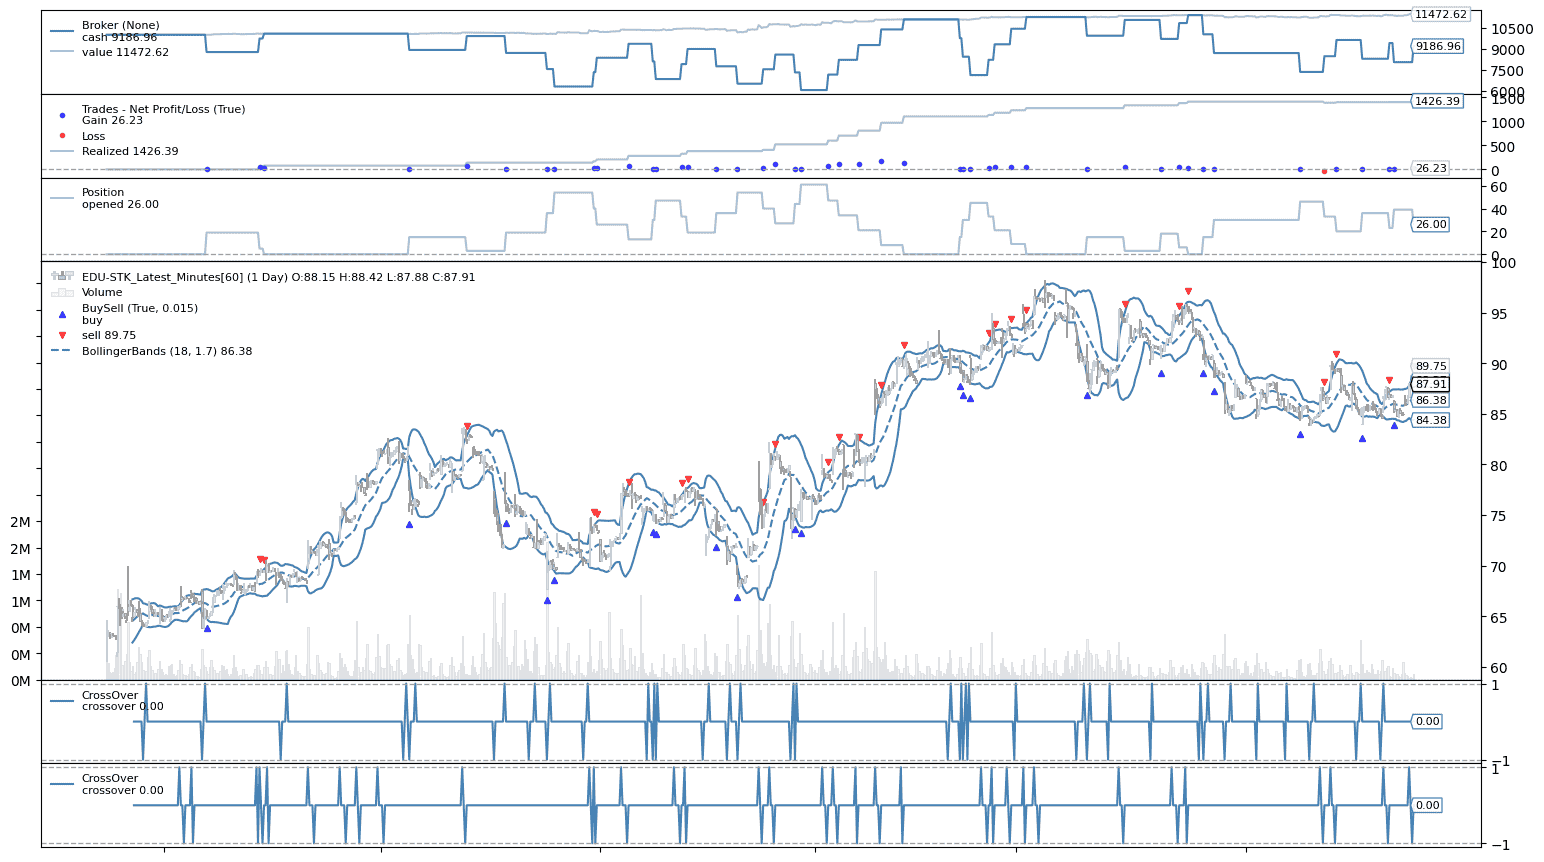 Broker (None)
cash 9186.96
value 11472.62
11472.62
10500
9186.96
9000
7500
6000
Trades - Net Profit/Loss (True)
Gain 26.23
Loss
Realized 1426.39
1500
1426.39
1000
500
0
26.23
Position
opened 26.00
60
40
26.00
20
0
EDU-STK_Latest_Minutes[60] (1 Day) O:88.15 H:88.42 L:87.88 C:87.91
Volume
BuySell (True, 0.015)
buy
sell 89.75
BollingerBands (18, 1.7) 86.38
100
95
90
89.75
87.91
86.38
85
84.38
80
75
70
65
60
2M
2M
1M
1M
0M
0M
0M
CrossOver
crossover 0.00
1
0.00
−1
CrossOver
crossover 0.00
1
0.00
−1